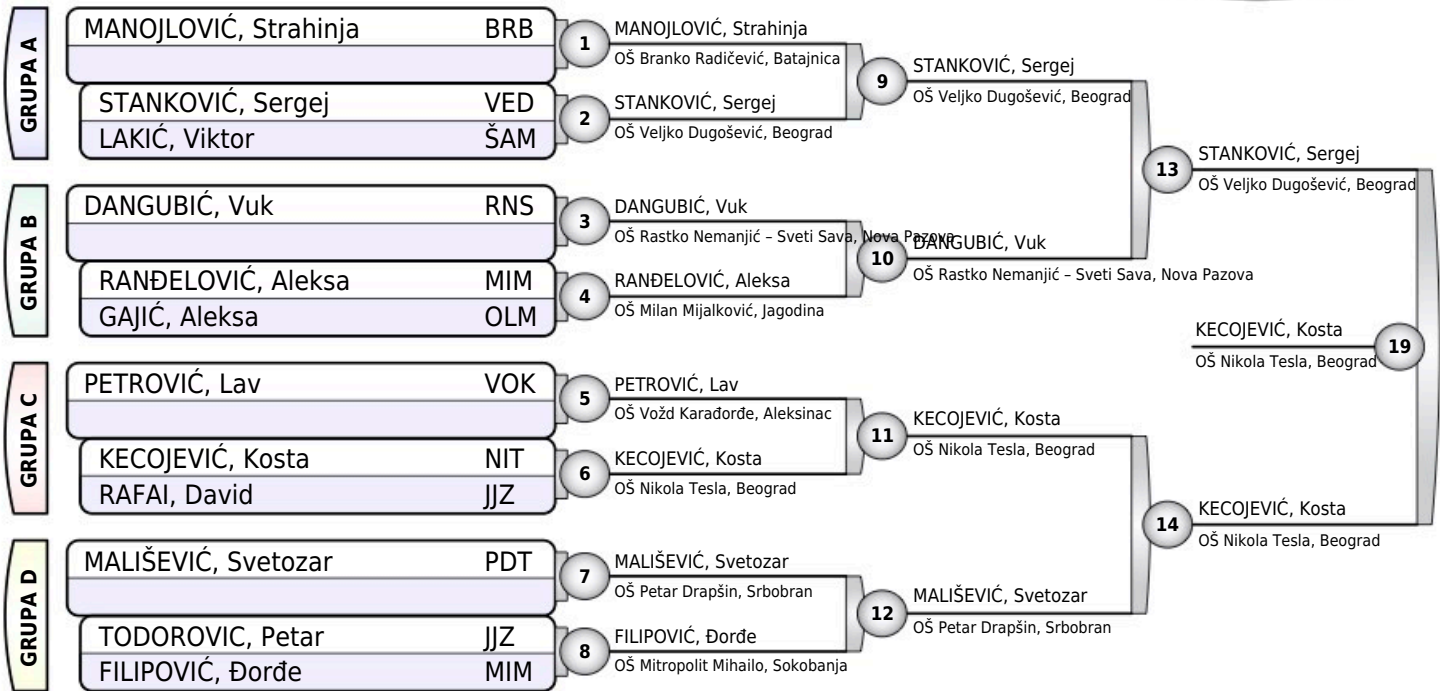 GRUPA A
MANOJLOVIĆ, Strahinja BRB
STANKOVIĆ, Sergej VED
LAKIĆ, Viktor ŠAM
GRUPA B
DANGUBIĆ, Vuk RNS
RANĐELOVIĆ, Aleksa MIM
GAJIĆ, Aleksa OLM
GRUPA C
PETROVIĆ, Lav VOK
KECOJEVIĆ, Kosta NIT
RAFAI, David JJZ
GRUPA D
MALIŠEVIĆ, Svetozar PDT
TODOROVIC, Petar JJZ
FILIPOVIĆ, Đorđe MIM
1
MANOJLOVIĆ, Strahinja
OŠ Branko Radičević, Batajnica
2
STANKOVIĆ, Sergej
OŠ Veljko Dugošević, Beograd
3
DANGUBIĆ, Vuk
OŠ Rastko Nemanjić – Sveti Sava, Nova Pazova
4
RANĐELOVIĆ, Aleksa
OŠ Milan Mijalković, Jagodina
5
PETROVIĆ, Lav
OŠ Vožd Karađorđe, Aleksinac
6
KECOJEVIĆ, Kosta
OŠ Nikola Tesla, Beograd
7
MALIŠEVIĆ, Svetozar
OŠ Petar Drapšin, Srbobran
8
FILIPOVIĆ, Đorđe
OŠ Mitropolit Mihailo, Sokobanja
9
STANKOVIĆ, Sergej
OŠ Veljko Dugošević, Beograd
10
DANGUBIĆ, Vuk
OŠ Rastko Nemanjić – Sveti Sava, Nova Pazova
11
KECOJEVIĆ, Kosta
OŠ Nikola Tesla, Beograd
12
MALIŠEVIĆ, Svetozar
OŠ Petar Drapšin, Srbobran
13
STANKOVIĆ, Sergej
OŠ Veljko Dugošević, Beograd
14
KECOJEVIĆ, Kosta
OŠ Nikola Tesla, Beograd
KECOJEVIĆ, Kosta
OŠ Nikola Tesla, Beograd
19